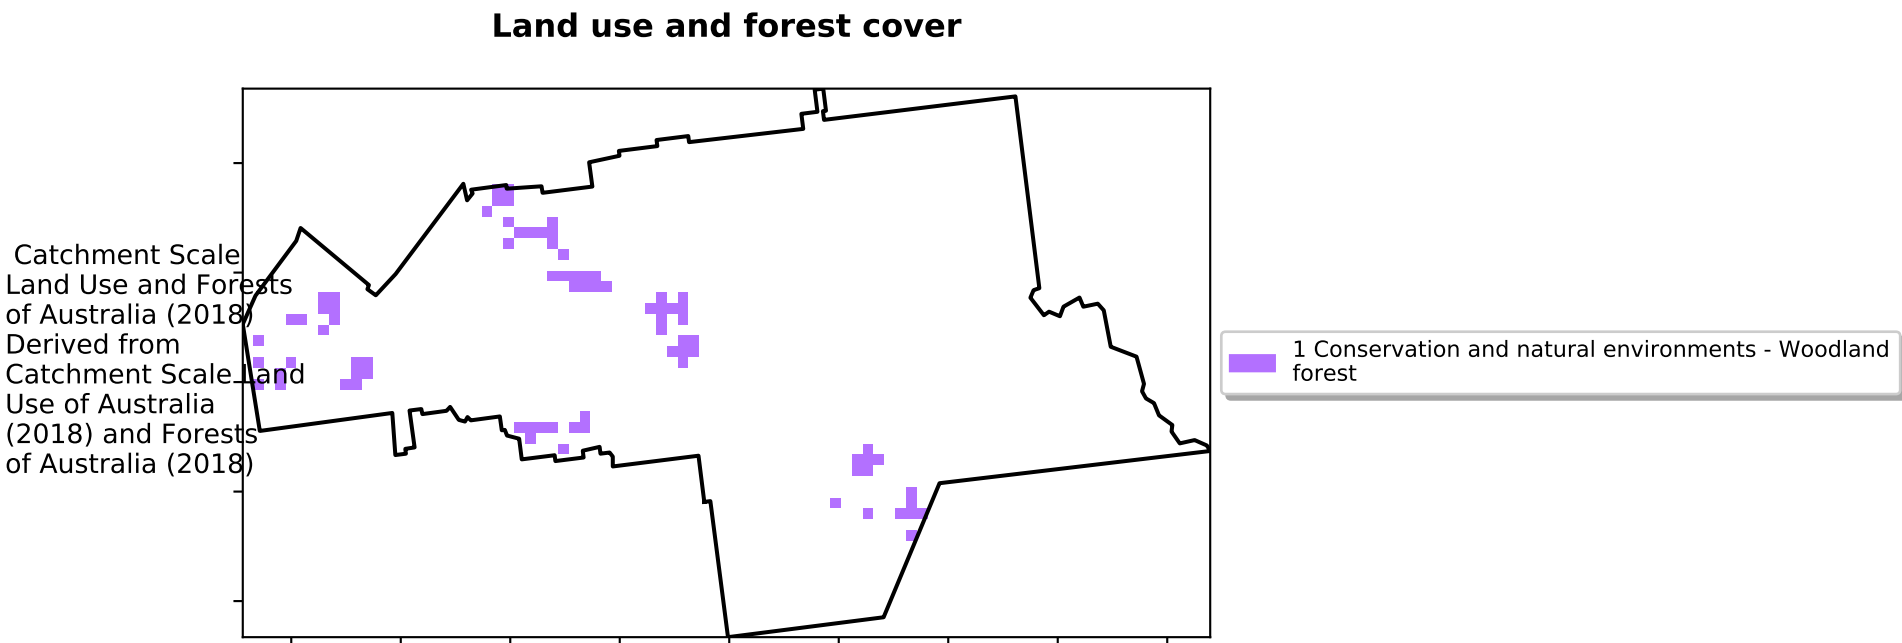 Land use and forest cover
Catchment Scale
Land Use and Forests
of Australia (2018)
Derived from
Catchment Scale Land
Use of Australia
(2018) and Forests
of Australia (2018)
1 Conservation and natural environments - Woodland
forest